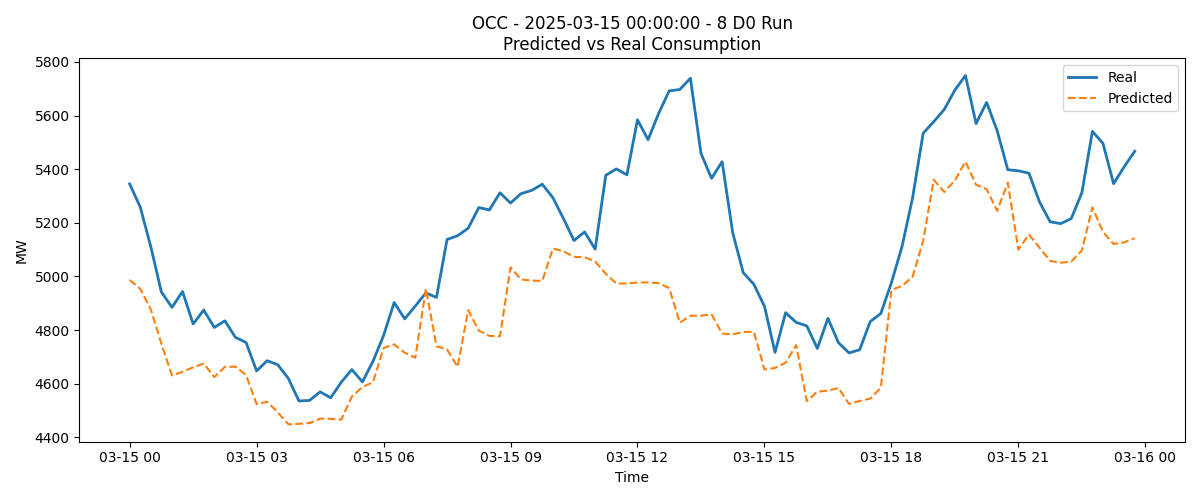 OCC - 2025-03-15 00:00:00 - 8 D0 Run
Predicted vs Real Consumption
5800
5600
5400
5200
5000
4800
4600
4400
MW
Real
Predicted
03-15 00
03-15 03
03-15 06
03-15 09
03-15 12
03-15 15
03-15 18
03-15 21
03-16 00
Time